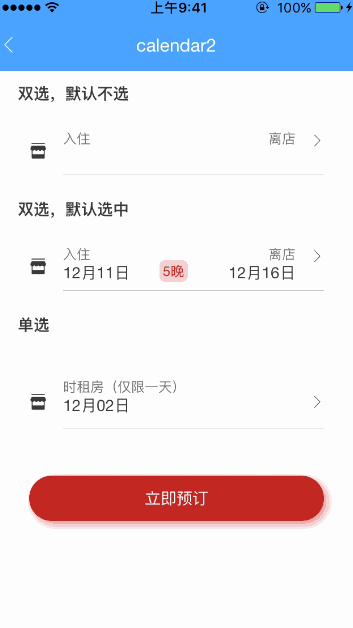 上午9:41 100%
calendar2
双选，默认不选
入住 离店
双选，默认选中
入住 离店
12月11日 5晚 12月16日
单选
时租房（仅限一天）
12月02日
立即预订